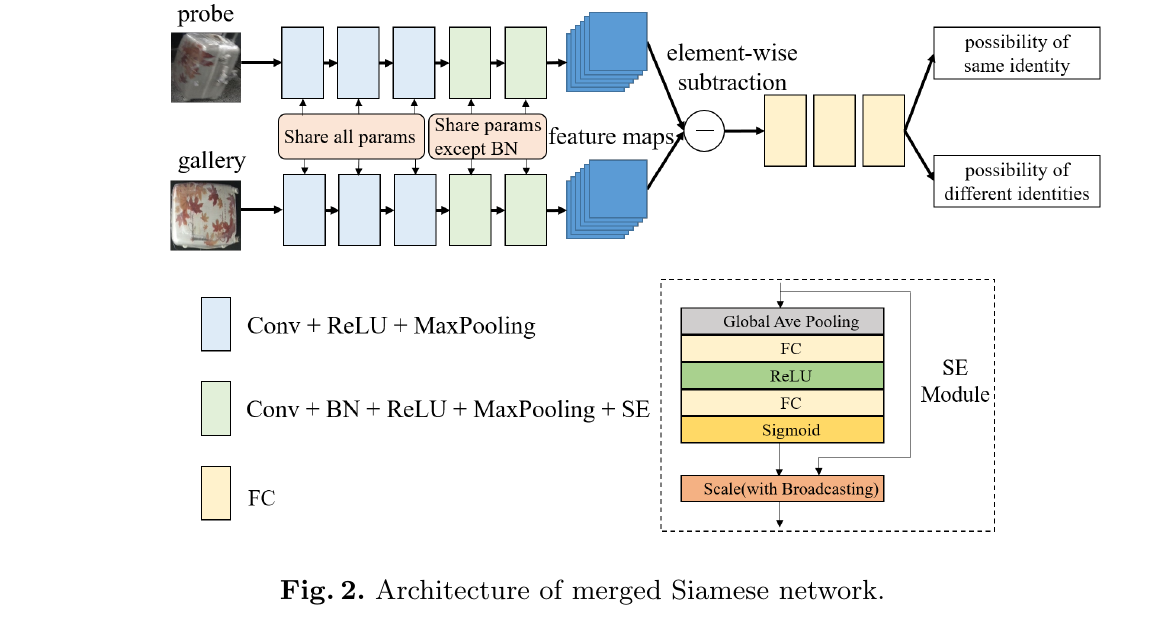 probe
element-wise
subtraction
possibility of
same identity
Share all params
Share params
except BN
feature maps
gallery
possibility of
different identities
Conv + ReLU + MaxPooling
Conv + BN + ReLU + MaxPooling + SE
FC
Global Ave Pooling
FC
ReLU
FC
Sigmoid
Scale(with Broadcasting)
SE
Module
Fig. 2. Architecture of merged Siamese network.